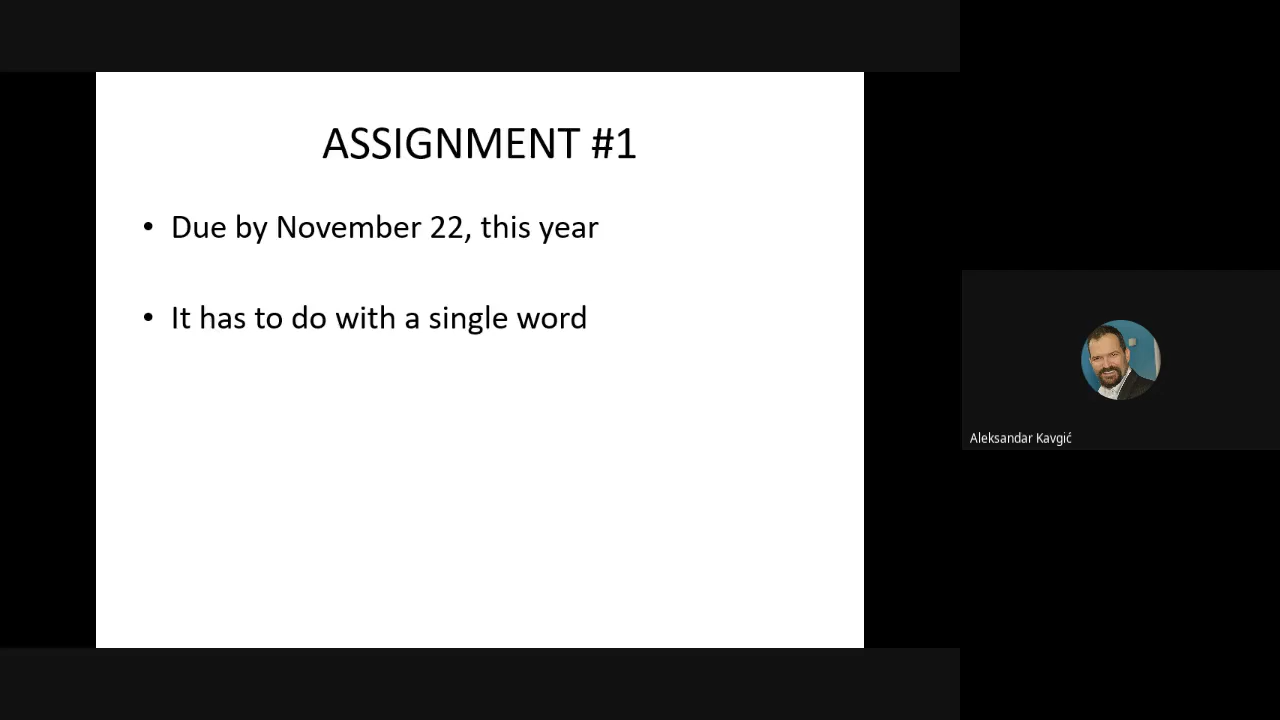 ASSIGNMENT #1
• Due by November 22, this year
• It has to do with a single word
Aleksandar Kavgić